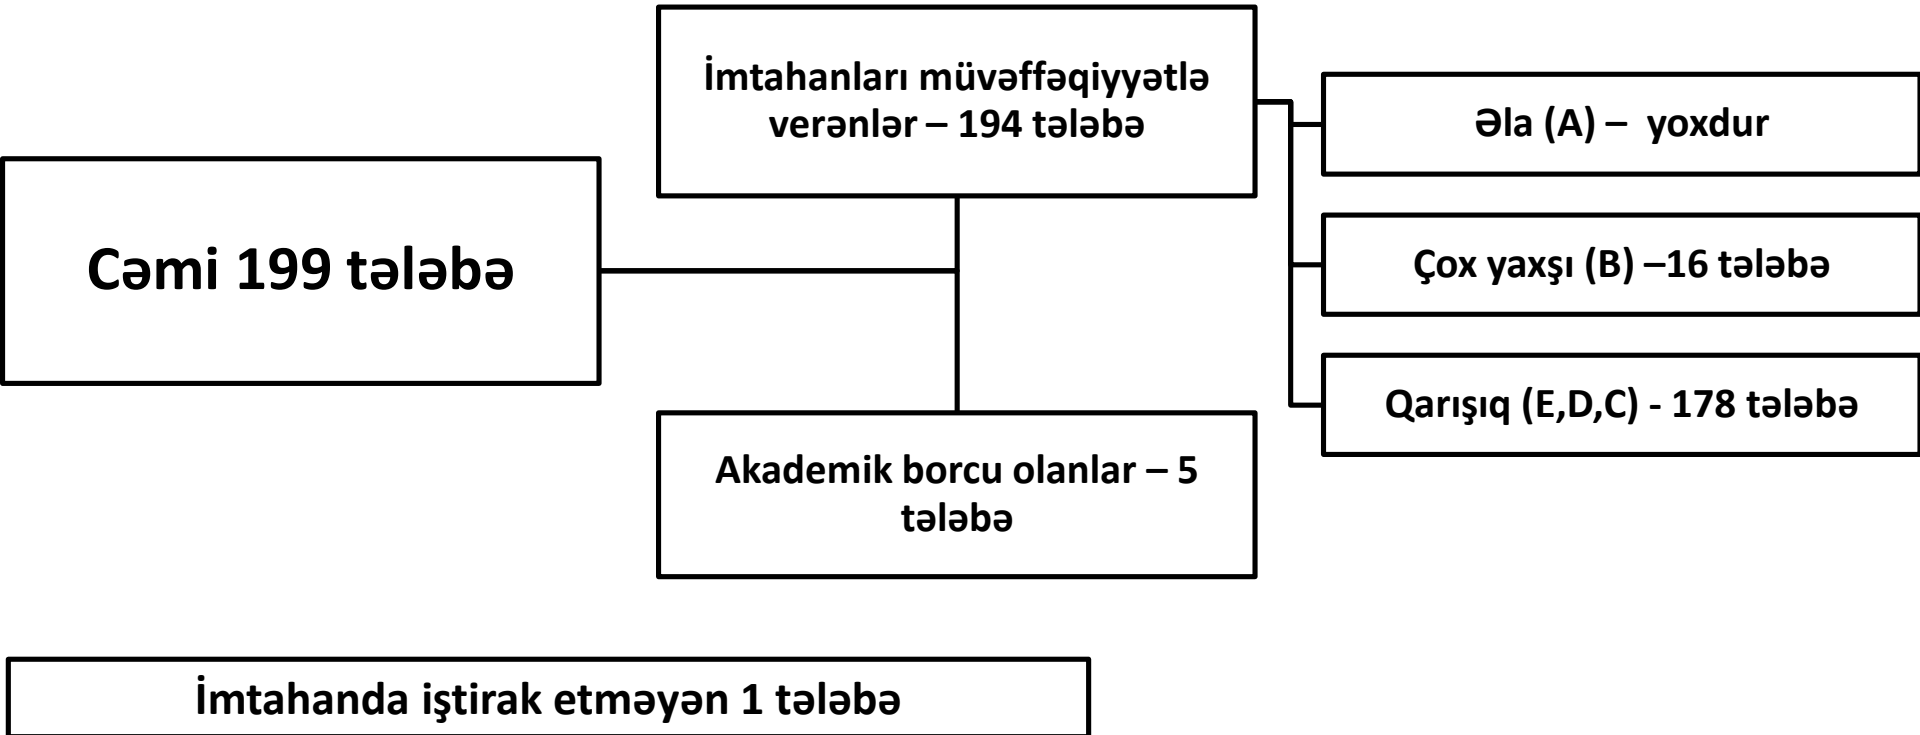 Cəmi 199 tələbə
İmtahanları müvəffəqiyyətlə
verənlər – 194 tələbə
Akademik borcu olanlar – 5
tələbə
Əla (A) –  yoxdur
Çox yaxşı (B) –16 tələbə
Qarışıq (E,D,C) - 178 tələbə
İmtahanda iştirak etməyən 1 tələbə